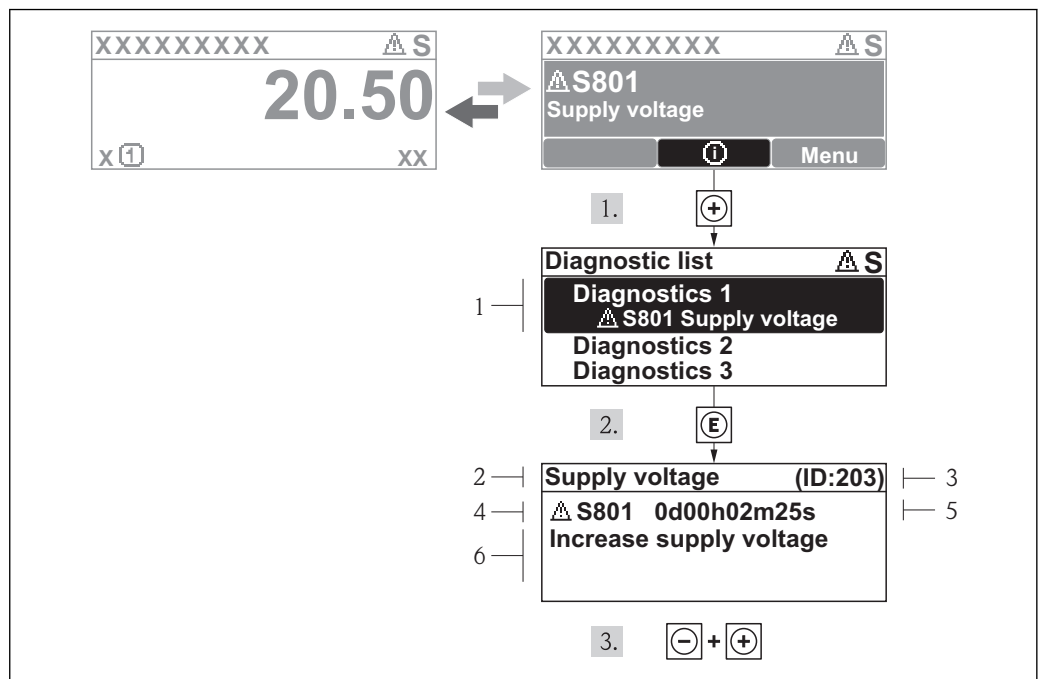 XXXXXXXXX ⚠ S
20.50
X ① XX
XXXXXXXXX ⚠ S
⚠ S801
Supply voltage
ⓘ Menu
1. +
Diagnostic list ⚠ S
1
Diagnostics 1
⚠ S801 Supply voltage
Diagnostics 2
Diagnostics 3
2. E
2 Supply voltage (ID:203) 3
4 ⚠ S801 0d00h02m25s 5
6 Increase supply voltage
3. - + +